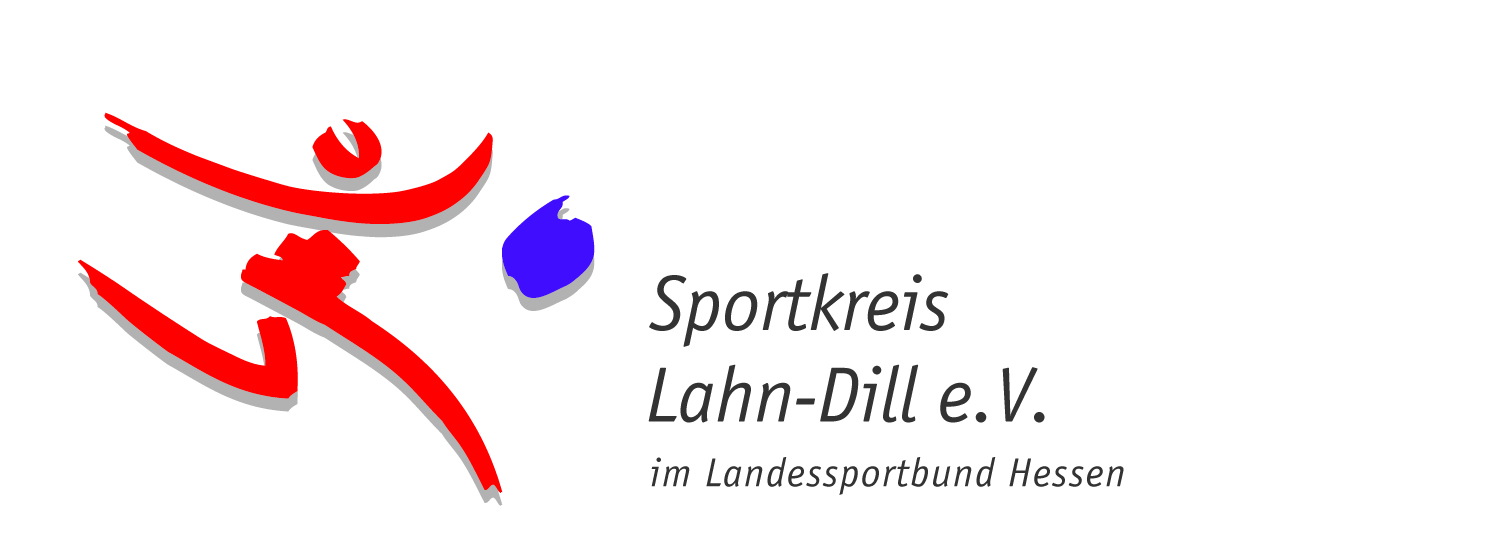 Sportkreis
Lahn-Dill e.V.
im Landessportbund Hessen